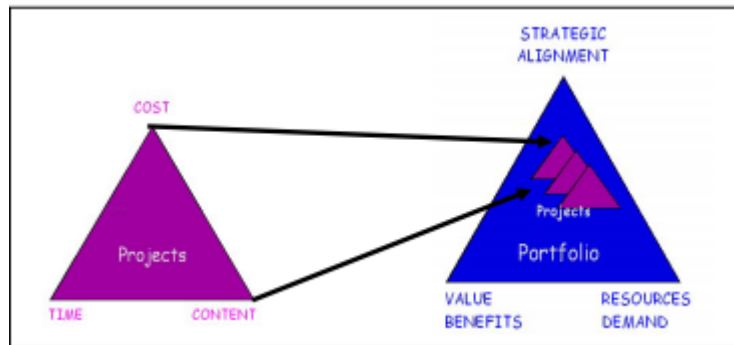 STRATEGIC
ALIGNMENT
COST
Projects
Projects
Portfolio
TIME
CONTENT
VALUE
BENEFITS
RESOURCES
DEMAND